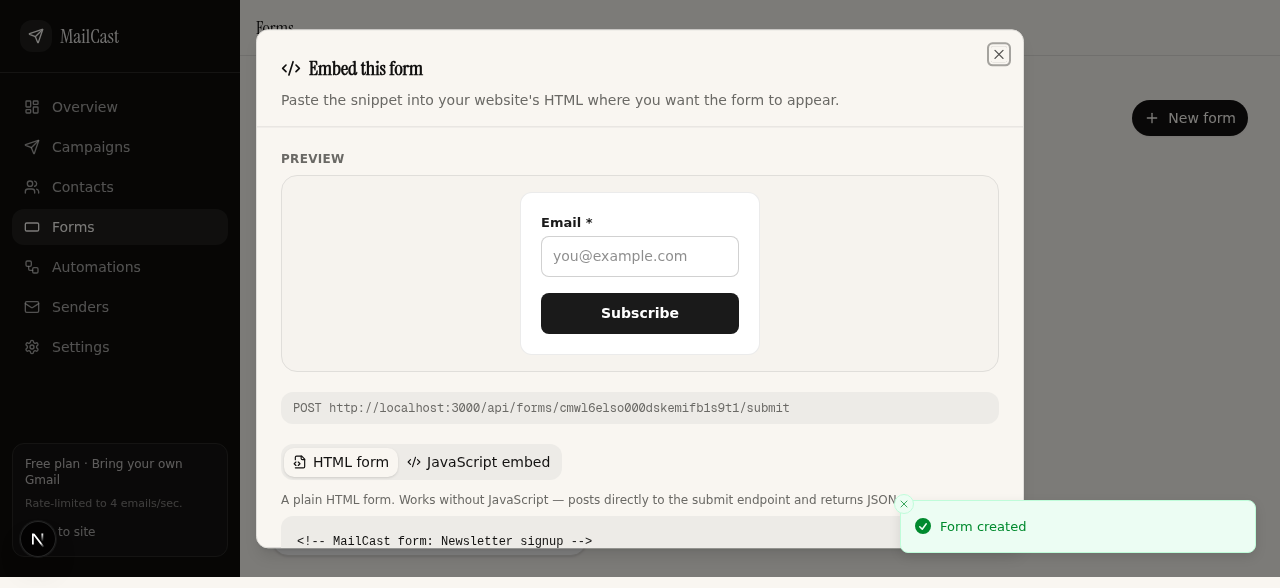 MailCast
Forms
Embed this form
Paste the snippet into your website's HTML where you want the form to appear.
Overview
Campaigns
Contacts
Forms
Automations
Senders
Settings
New form
PREVIEW
Email *
you@example.com
Subscribe
POST http://localhost:3000/api/forms/cmwl6elso000dskemifb1s9t1/submit
HTML form
JavaScript embed
A plain HTML form. Works without JavaScript — posts directly to the submit endpoint and returns JSON
<!-- MailCast form: Newsletter signup -->
Free plan · Bring your own
Gmail
Rate-limited to 4 emails/sec.
to site
N
Form created